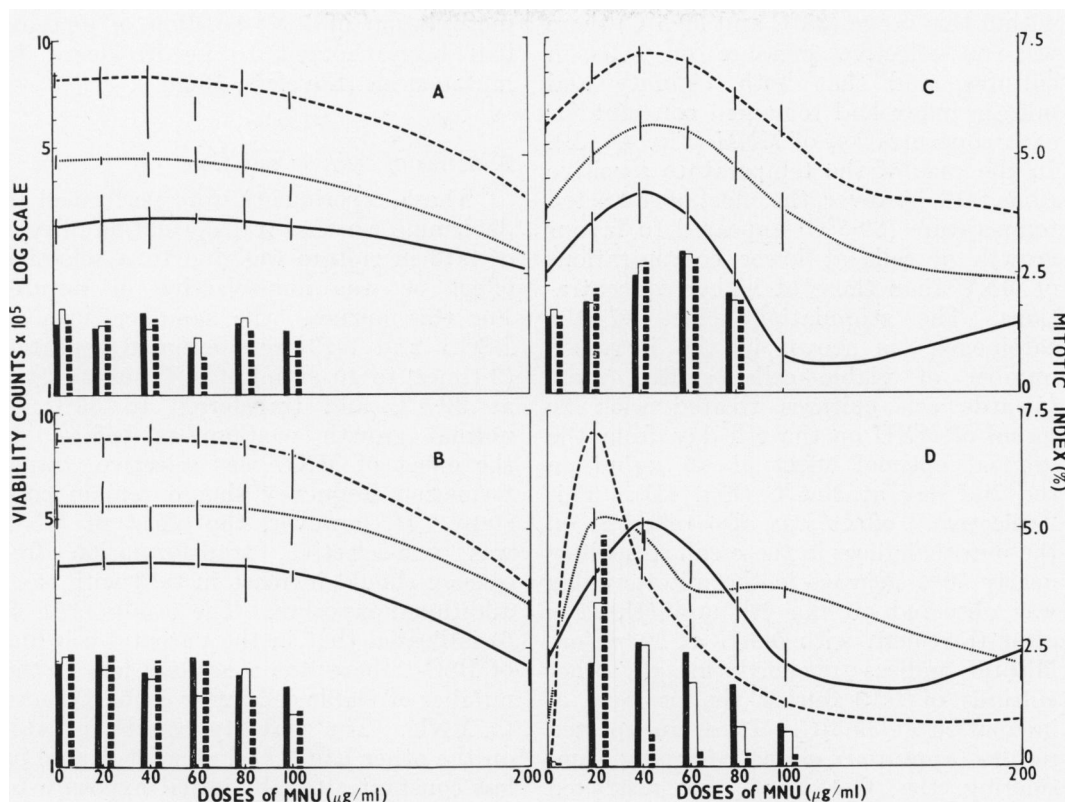 10
5
1
A
C
7.5
5.0
2.5
0
VIABILITY COUNTS x 10⁵ LOG SCALE
MITOTIC INDEX (%)
10
5
1
B
D
7.5
5.0
2.5
0
0 20 40 60 80 100 200
0 20 40 60 80 100 200
DOSES of MNU (µg/ml)
DOSES of MNU (µg/ml)